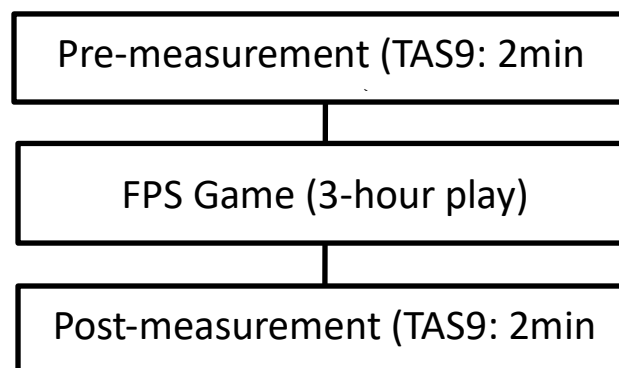 Pre-measurement (TAS9: 2min
FPS Game (3-hour play)
Post-measurement (TAS9: 2min